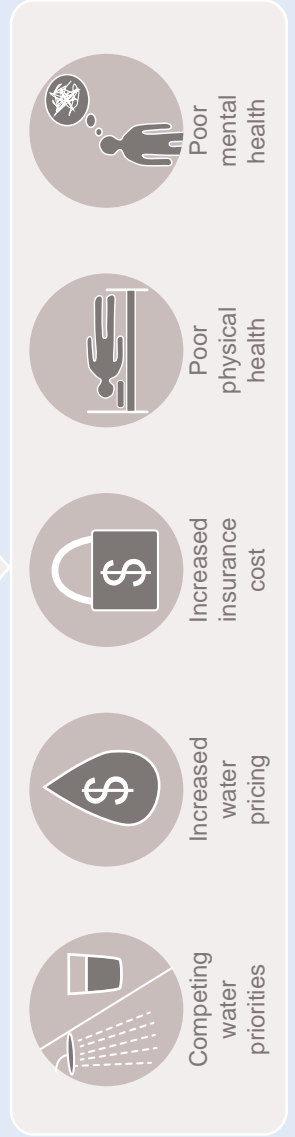 Competing
water
priorities
$
Increased
water
pricing
$
Increased
insurance
cost
Poor
physical
health
Poor
mental
health